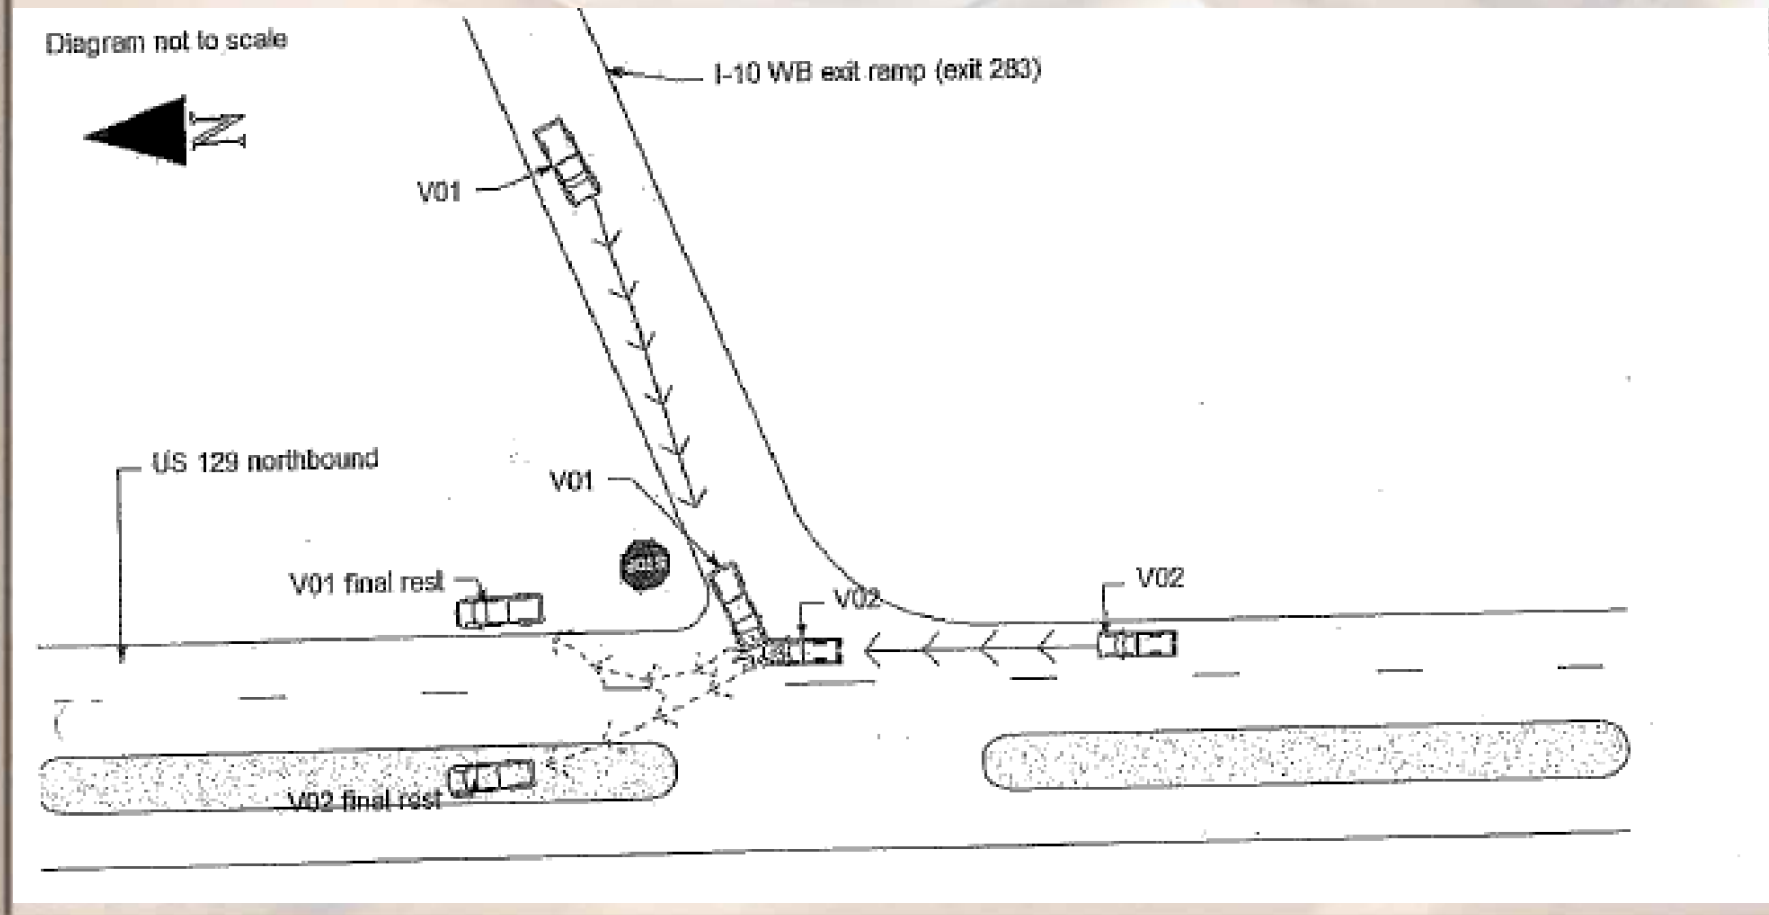 Diagram not to scale
I-10 WB exit ramp (exit 283)
N
V01
US 129 northbound
V01
V01 final rest
V02
V02
V02 final rest